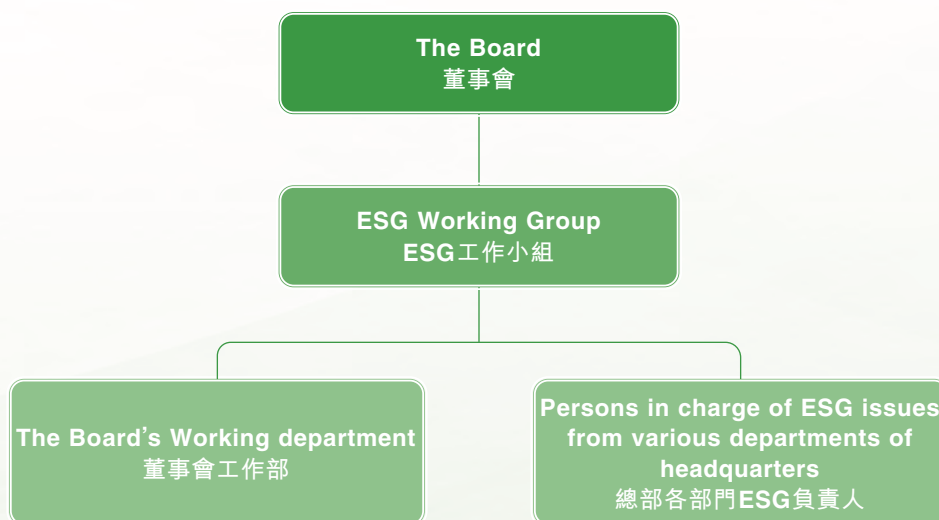 The Board
董事會
ESG Working Group
ESG工作小組
The Board's Working department
董事會工作部
Persons in charge of ESG issues
from various departments of
headquarters
總部各部門ESG負責人